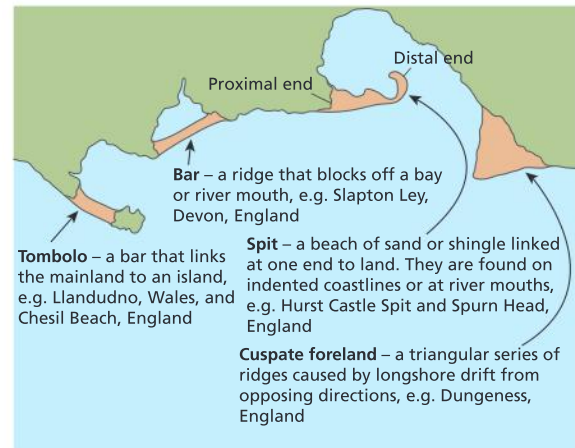 Distal end
Proximal end
Bar – a ridge that blocks off a bay
or river mouth, e.g. Slapton Ley,
Devon, England
Tombolo – a bar that links
the mainland to an island,
e.g. Llandudno, Wales, and
Chesil Beach, England
Spit – a beach of sand or shingle linked
at one end to land. They are found on
indented coastlines or at river mouths,
e.g. Hurst Castle Spit and Spurn Head,
England
Cuspate foreland – a triangular series of
ridges caused by longshore drift from
opposing directions, e.g. Dungeness,
England